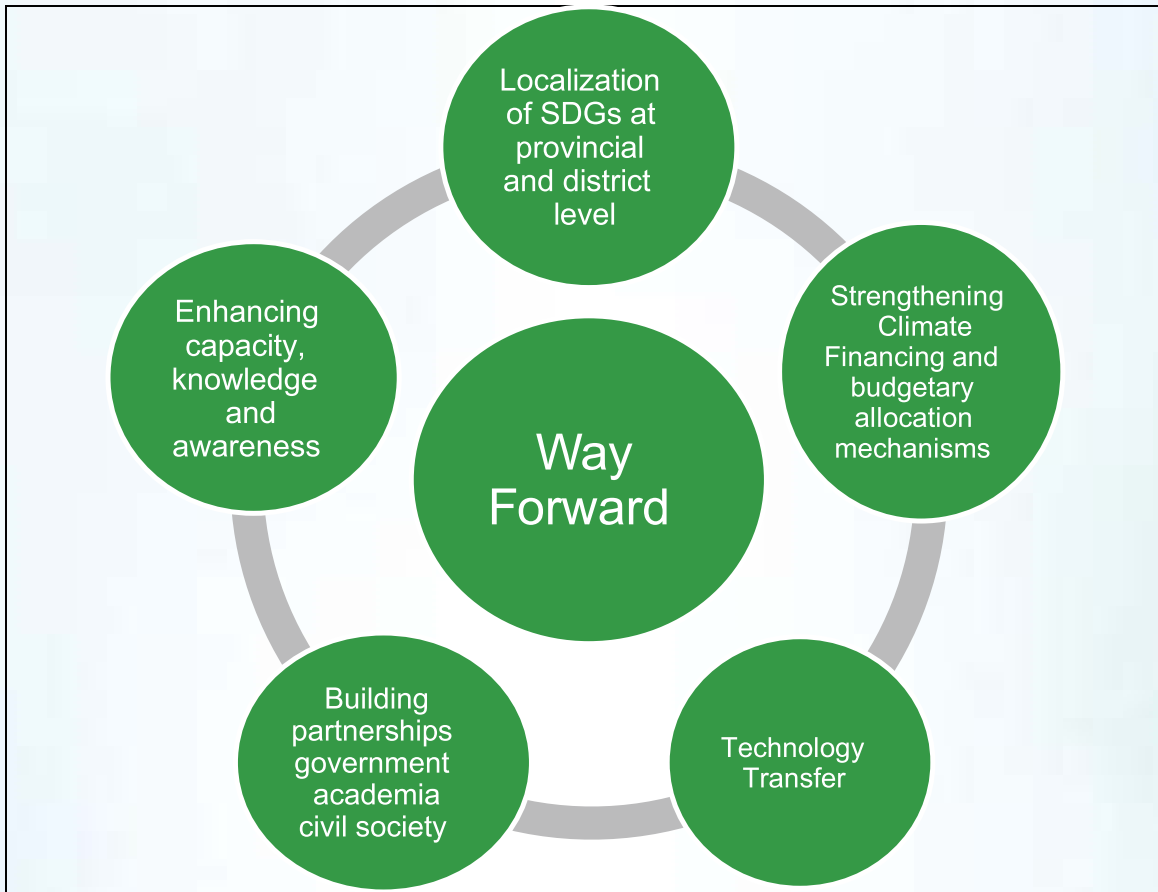 Localization
of SDGs at
provincial
and district
level
Strengthening
Climate
Financing and
budgetary
allocation
mechanisms
Technology
Transfer
Building
partnerships
government
academia
civil society
Enhancing
capacity,
knowledge
and
awareness
Way
Forward